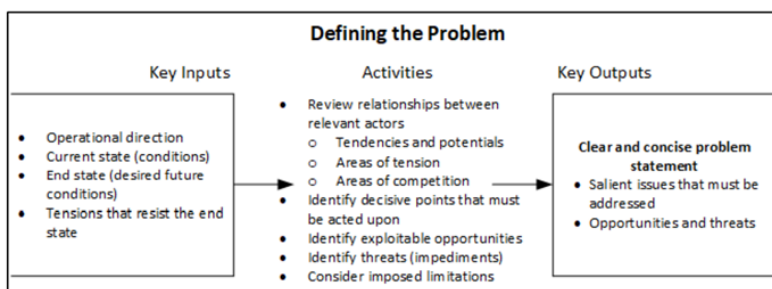 Defining the Problem
Key Inputs
Activities
Key Outputs
• Operational direction
• Current state (conditions)
• End state (desired future
conditions)
• Tensions that resist the end
state
• Review relationships between
relevant actors
o Tendencies and potentials
o Areas of tension
o Areas of competition
• Identify decisive points that must
be acted upon
• Identify exploitable opportunities
• Identify threats (impediments)
• Consider imposed limitations
Clear and concise problem
statement
• Salient issues that must be
addressed
• Opportunities and threats